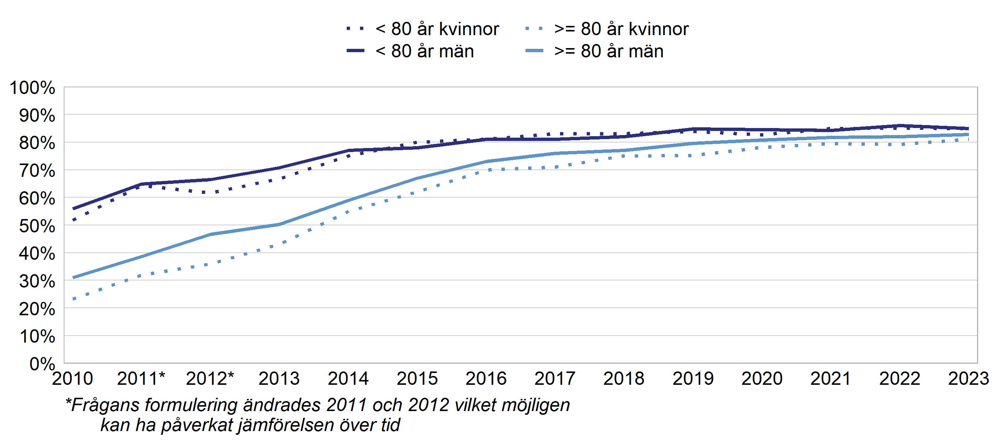 < 80 år kvinnor >= 80 år kvinnor
< 80 år män >= 80 år män
100%
90%
80%
70%
60%
50%
40%
30%
20%
10%
0%
2010 2011* 2012* 2013 2014 2015 2016 2017 2018 2019 2020 2021 2022 2023
*Frågans formulering ändrades 2011 och 2012 vilket möjligen
kan ha påverkat jämförelsen över tid